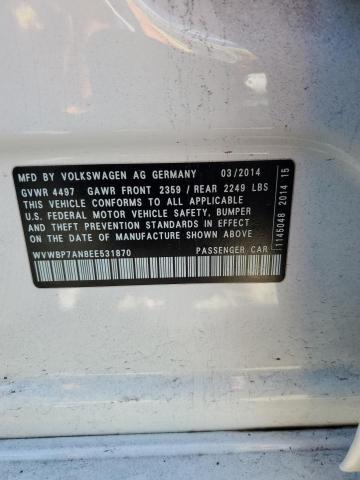 MFD. BY VOLKSWAGEN AG GERMANY 03/2014
GVWR 4497 GAWR FRONT 2359 / REAR 2249 LBS
THIS VEHICLE CONFORMS TO ALL APPLICABLE
U.S. FEDERAL MOTOR VEHICLE SAFETY, BUMPER
AND THEFT PREVENTION STANDARDS IN EFFECT
ON THE DATE OF MANUFACTURE SHOWN ABOVE
WVWBP7AN8EE531870 PASSENGER CAR
1145048 2014 15